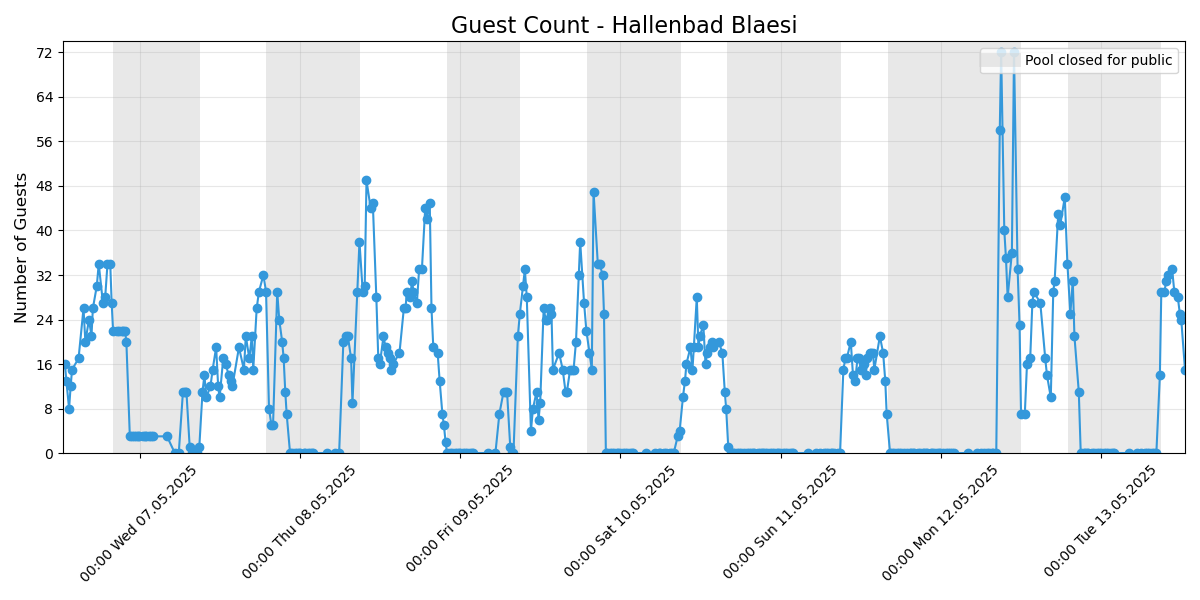 Guest Count - Hallenbad Blaesi
Pool closed for public
Number of Guests
72
64
56
48
40
32
24
16
8
0
00:00 Wed 07.05.2025
00:00 Thu 08.05.2025
00:00 Fri 09.05.2025
00:00 Sat 10.05.2025
00:00 Sun 11.05.2025
00:00 Mon 12.05.2025
00:00 Tue 13.05.2025